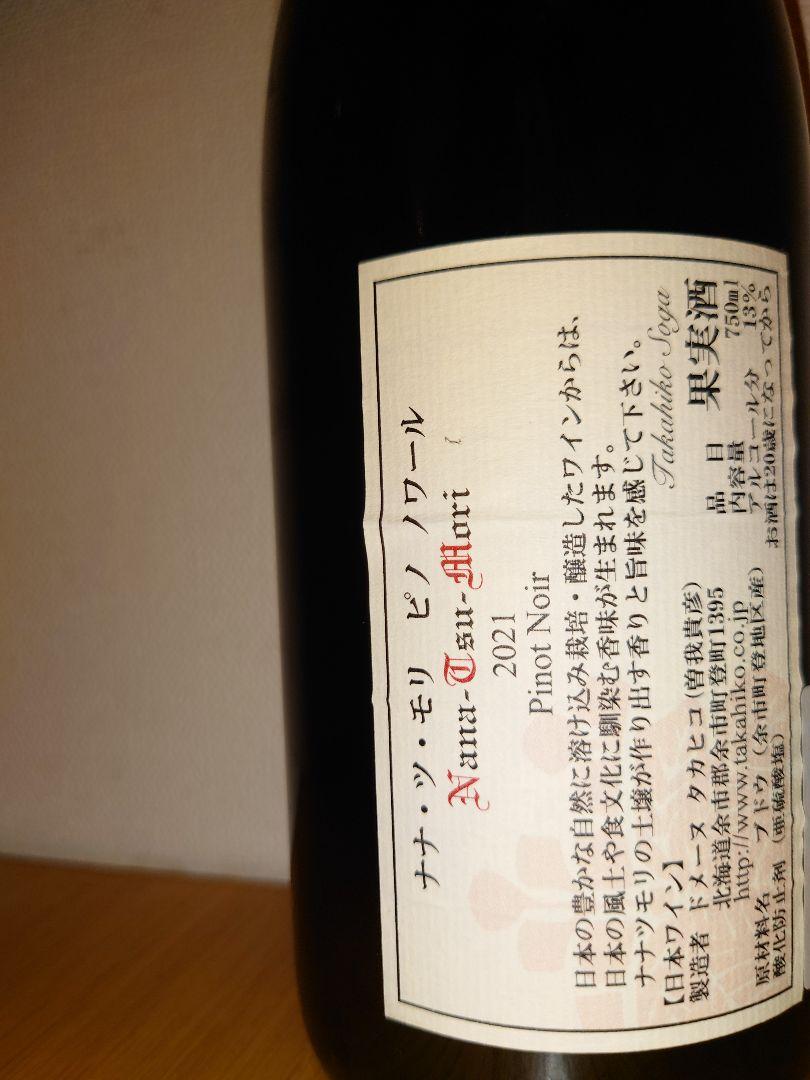 ナナ・ツ・モリ ピノ ノワール
Nana-Tsu-Mori
2021
Pinot Noir
日本の豊かな自然に溶け込み栽培・醸造したワインからは、
日本の風土や食文化に馴染む香味が生まれます。
ナナツモリの土壌が作り出す香りと旨味を感じて下さい。
Takahiko Soga
【日本ワイン】
製造者 ドメーヌ タカヒコ(曽我貴彦)
北海道余市郡余市町登町1395
http://www.takahiko.co.jp
原材料名 ブドウ(余市町登地区産)
酸化防止剤(亜硫酸塩)
品目 果実酒
内容量 750ml
アルコール分 13%
お酒は20歳になってから